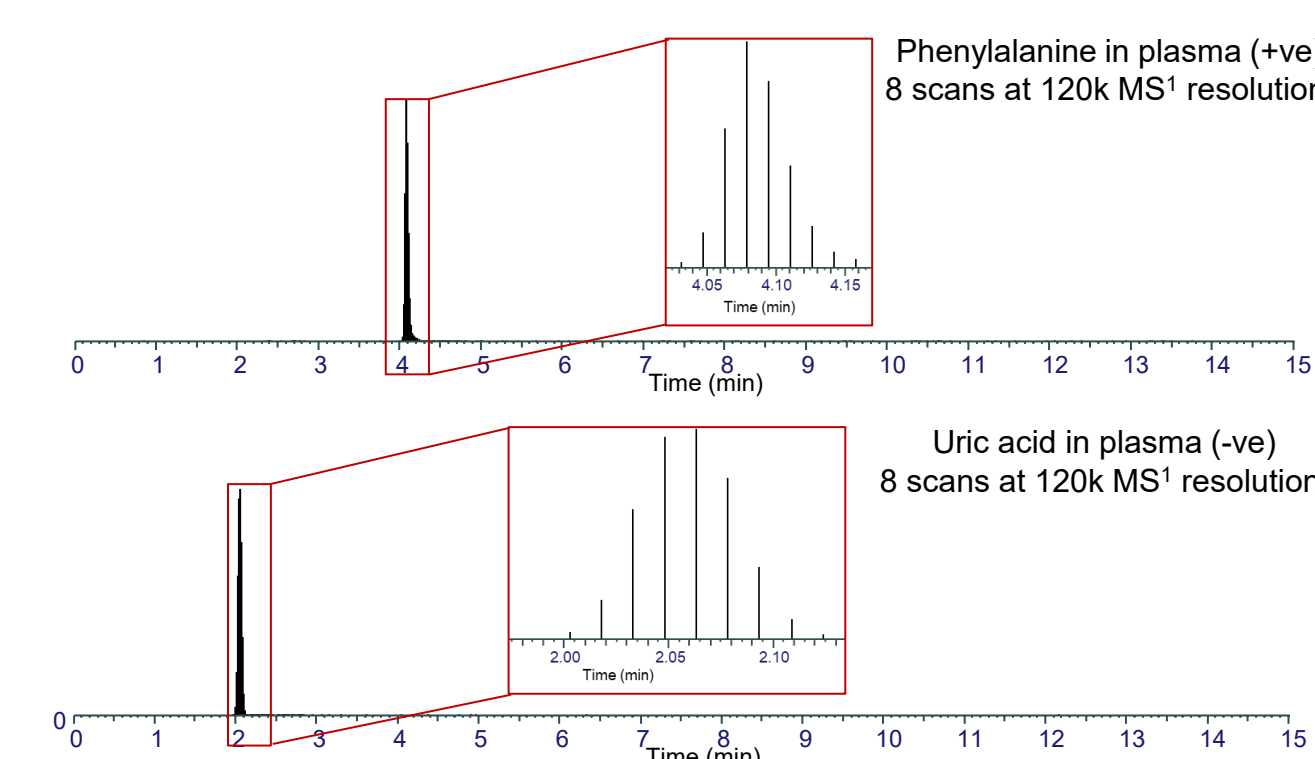 Phenylalanine in plasma (+ve)
8 scans at 120k MS¹ resolution
4.05 4.10 4.15
Time (min)
0 1 2 3 4 5 6 7 8 9 10 11 12 13 14 15
Time (min)
Uric acid in plasma (-ve)
8 scans at 120k MS¹ resolution
2.00 2.05 2.10
Time (min)
0
0 1 2 3 4 5 6 7 8 9 10 11 12 13 14 15
Time (min)